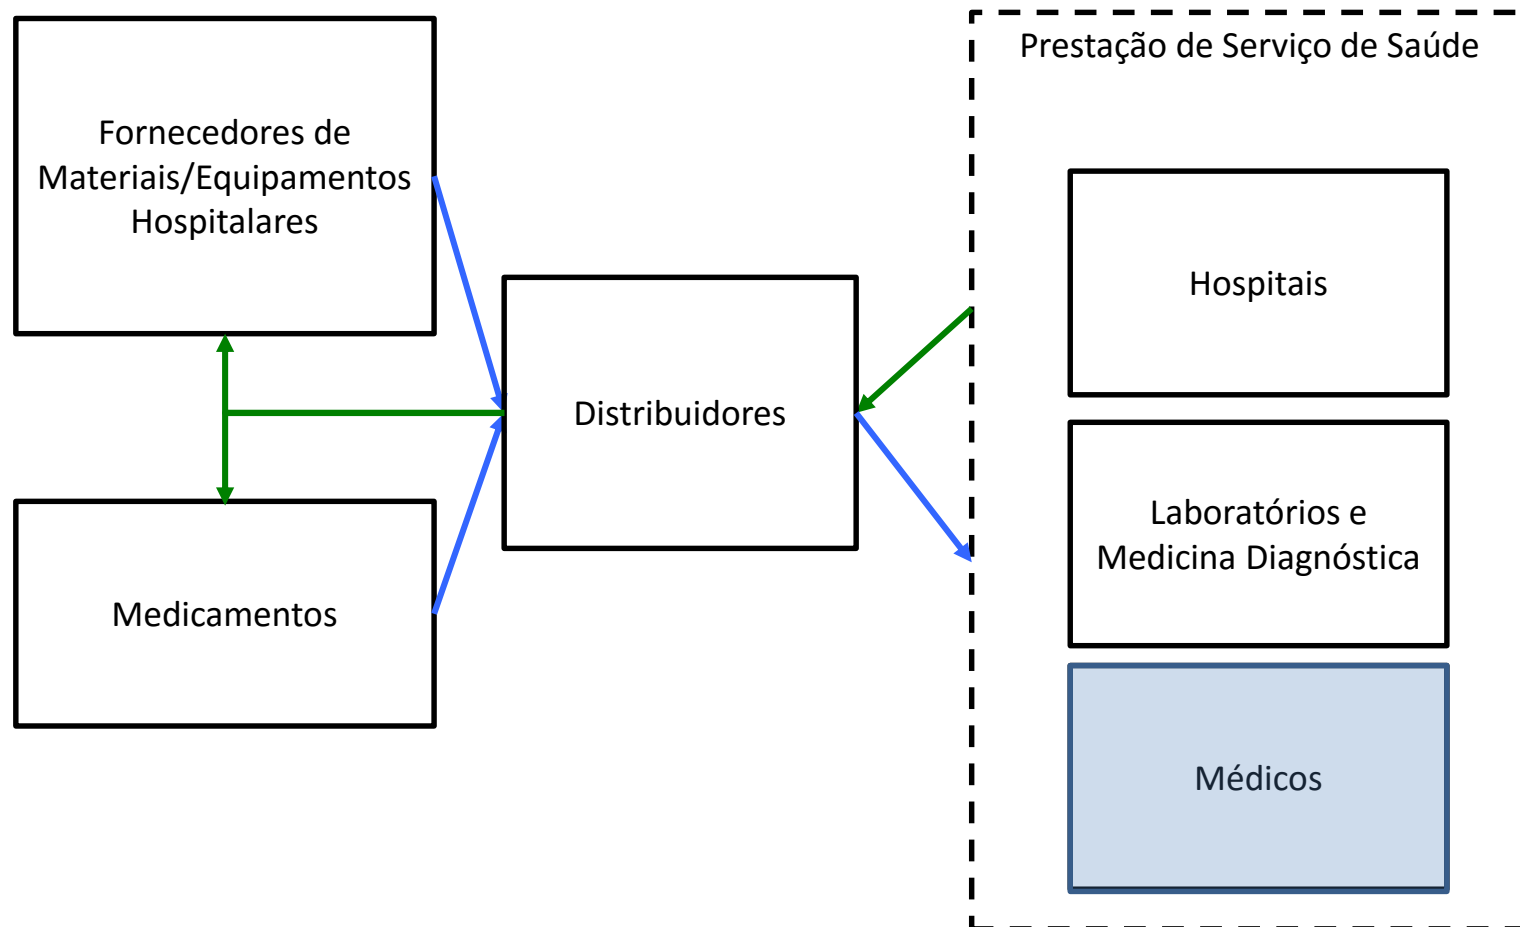 Prestação de Serviço de Saúde
Fornecedores de
Materiais/Equipamentos
Hospitalares
Hospitais
Distribuidores
Laboratórios e
Medicina Diagnóstica
Medicamentos
Médicos